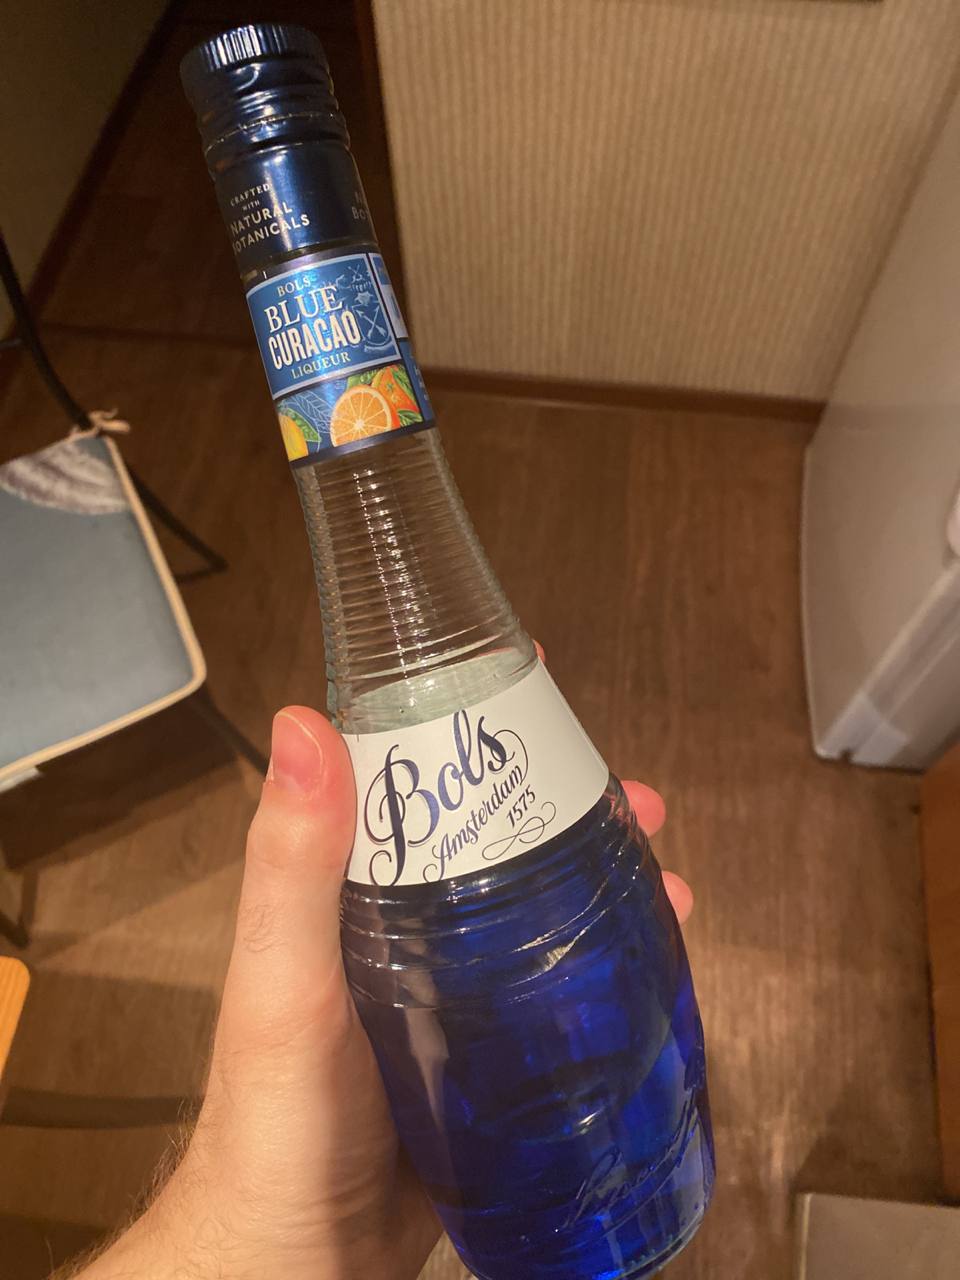 CRAFTED
WITH
NATURAL
BOTANICALS
BOLS
BLUE
CURAÇAO
LIQUEUR
Bols
Amsterdam
1575